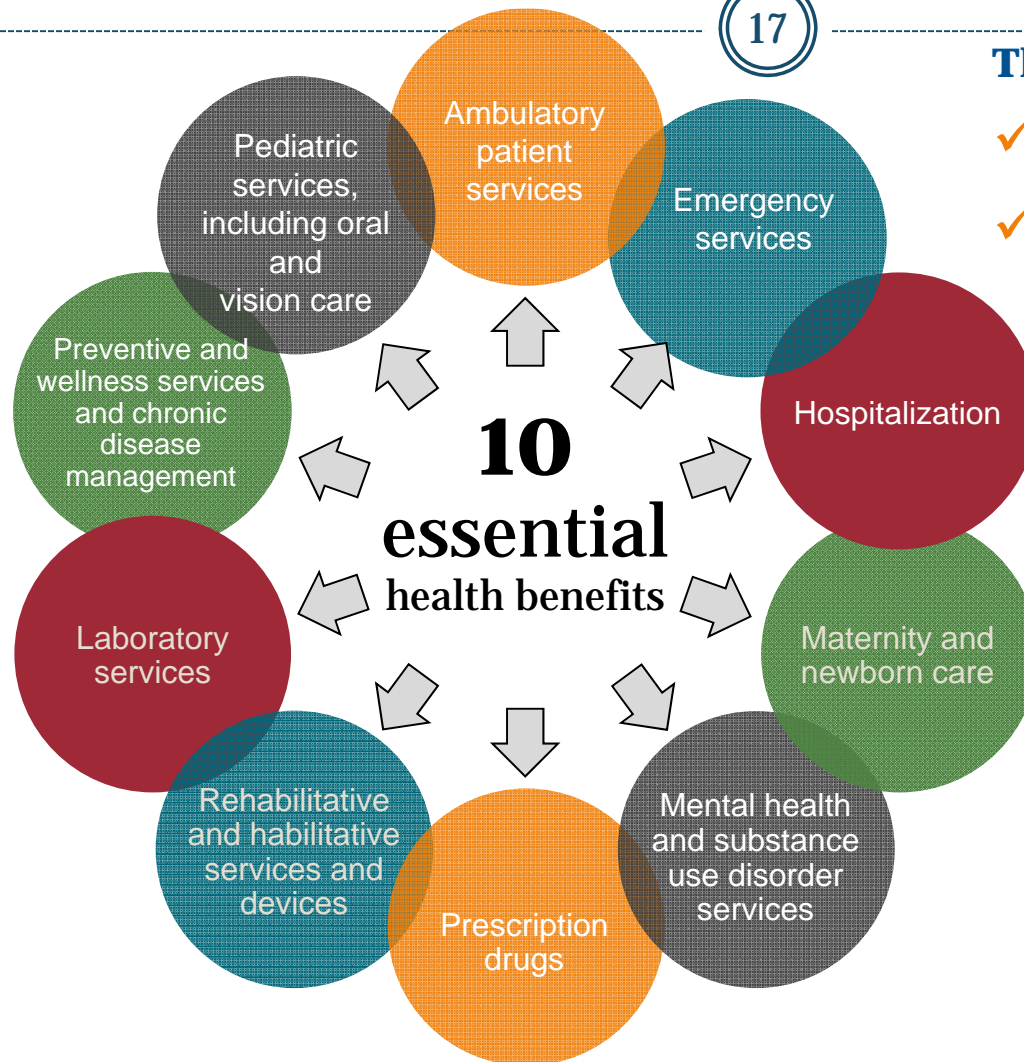 17
10
essential
health benefits
Ambulatory
patient
services
Emergency
services
Hospitalization
Maternity and
newborn care
Mental health
and substance
use disorder
services
Prescription
drugs
Rehabilitative
and habilitative
services and
devices
Laboratory
services
Preventive and
wellness services
and chronic
disease
management
Pediatric
services,
including oral
and
vision care